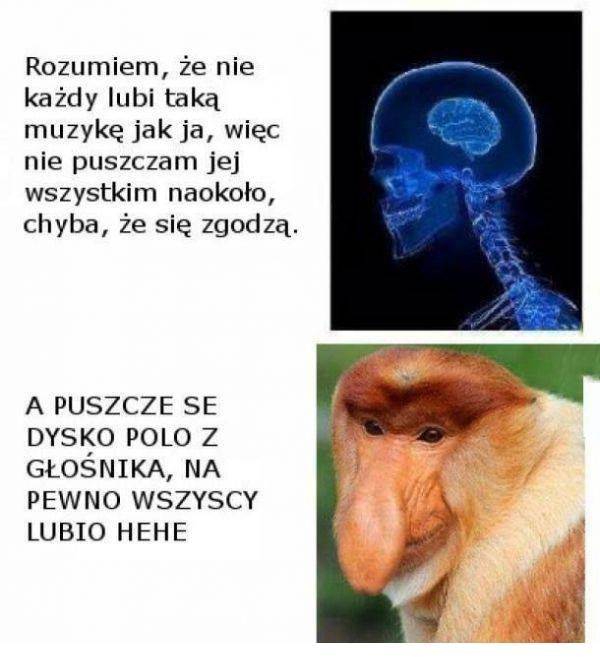 Rozumiem, że nie
każdy lubi taką
muzykę jak ja, więc
nie puszczam jej
wszystkim naokoło,
chyba, że się zgodzą.
A PUSZCZE SE
DYSKO POLO Z
GŁOŚNIKA, NA
PEWNO WSZYSCY
LUBIO HEHE